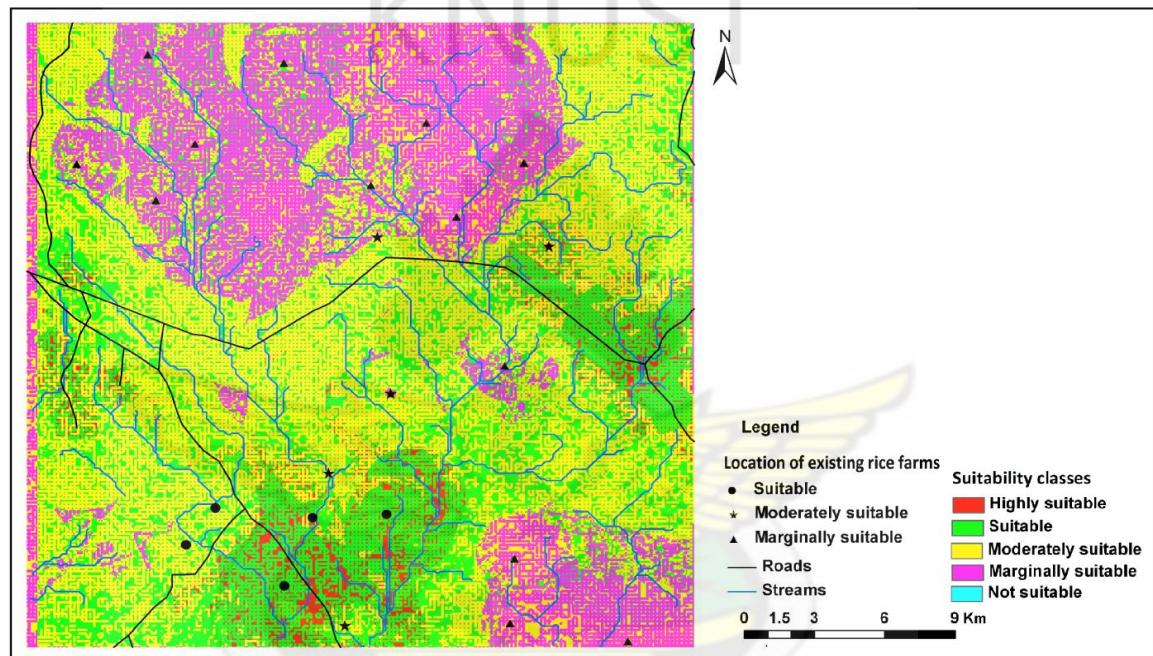 KNUST
N
Legend
Location of existing rice farms
Suitable
Moderately suitable
Marginally suitable
Roads
Streams
Suitability classes
Highly suitable
Suitable
Moderately suitable
Marginally suitable
Not suitable
0 1.5 3 6 9 Km